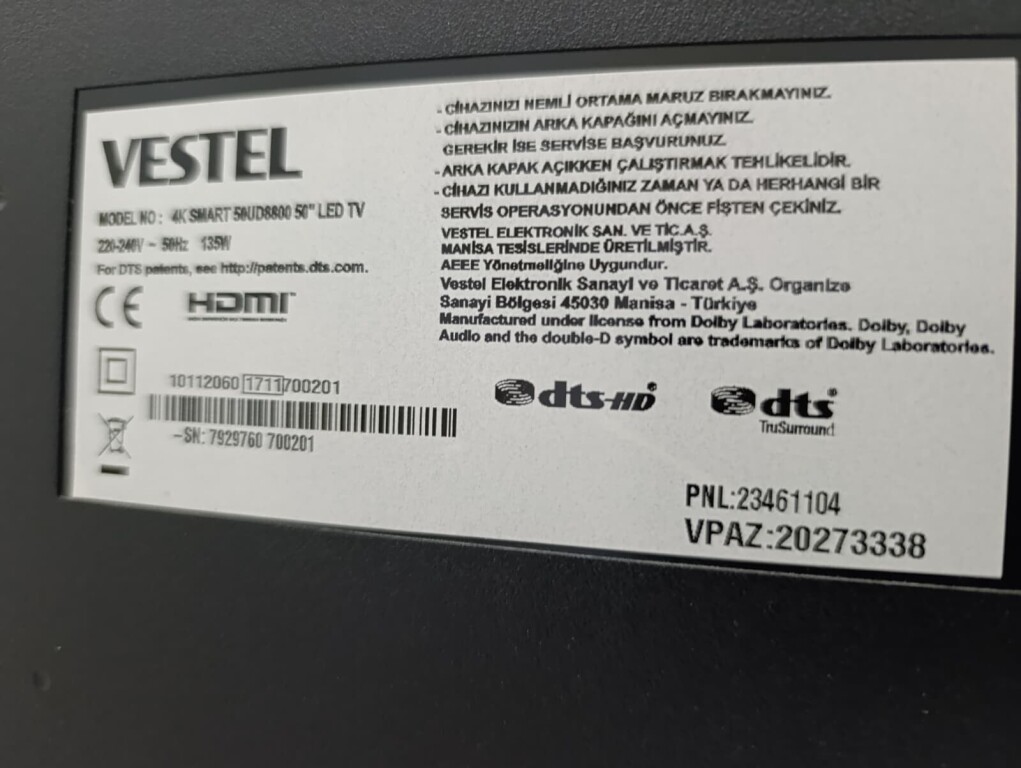 VESTEL
MODEL NO : 4K SMART 50UD8800 50" LED TV
220-240V ~ 50Hz 135W
For DTS patents, see http://patents.dts.com.
CE HDMI
10112060 1711 700201
-SN: 7929760 700201
- CİHAZINIZI NEMLİ ORTAMA MARUZ BIRAKMAYINIZ.
- CİHAZINIZIN ARKA KAPAĞINI AÇMAYINIZ.
GEREKİR İSE SERVİSE BAŞVURUNUZ.
- ARKA KAPAK AÇIKKEN ÇALIŞTIRMAK TEHLİKELİDİR.
- CİHAZI KULLANMADIĞINIZ ZAMAN YA DA HERHANGİ BİR
SERVİS OPERASYONUNDAN ÖNCE FİŞTEN ÇEKİNİZ.
VESTEL ELEKTRONİK SAN. VE TİC.A.Ş.
MANİSA TESİSLERİNDE ÜRETİLMİŞTİR.
AEEE Yönetmeliğine Uygundur.
Vestel Elektronik Sanayi ve Ticaret A.Ş. Organize
Sanayi Bölgesi 45030 Manisa - Türkiye
Manufactured under license from Dolby Laboratories. Dolby, Dolby
Audio and the double-D symbol are trademarks of Dolby Laboratories.
dts-HD
dts
TruSurround
PNL:23461104
VPAZ:20273338